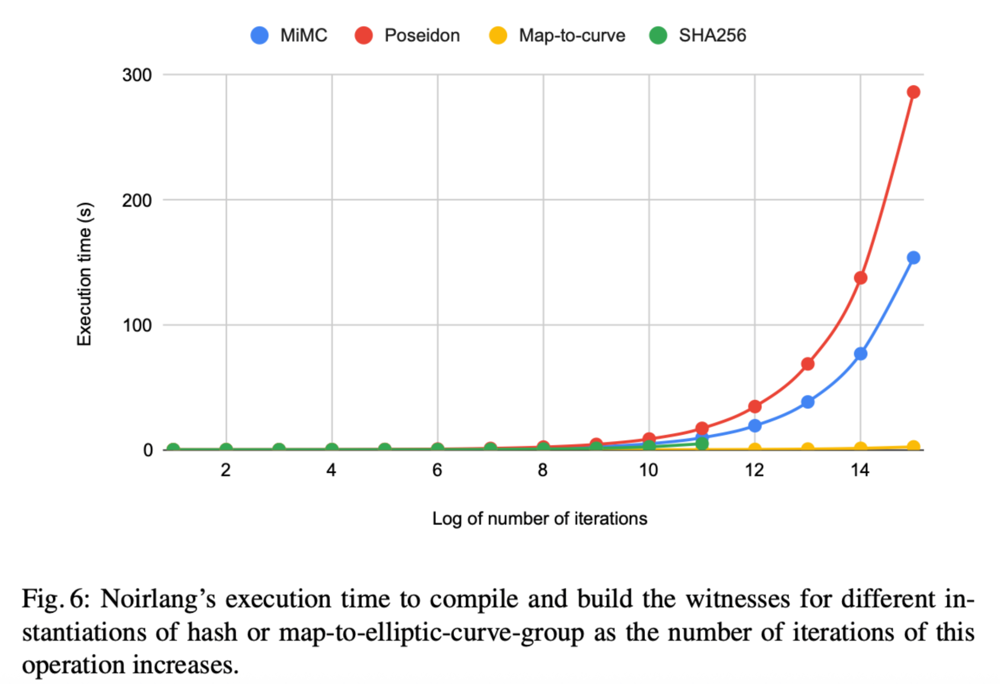 MiMC Poseidon Map-to-curve SHA256
300
200
100
0
Execution time (s)
2 4 6 8 10 12 14
Log of number of iterations
Fig. 6: Noirlang’s execution time to compile and build the witnesses for different in-
stantiations of hash or map-to-elliptic-curve-group as the number of iterations of this
operation increases.